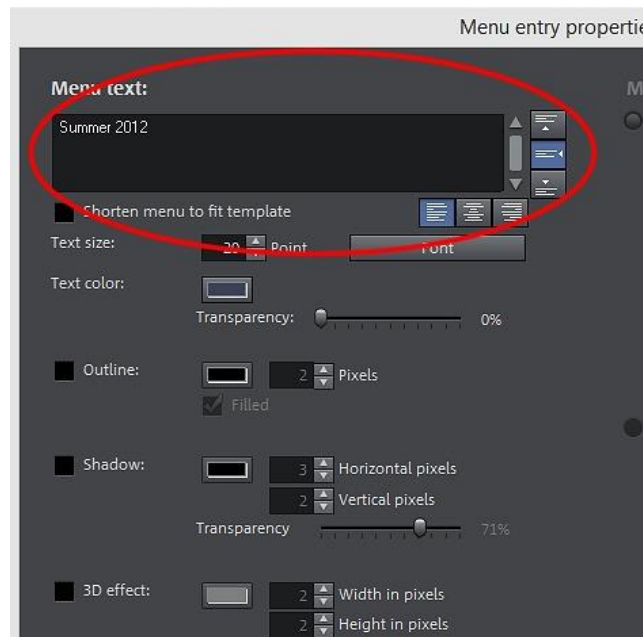 Menu entry propertie
Menu text:
M
Summer 2012
Shorten menu to fit template
Text size: 20 Point Font
Text color:
Transparency: 0%
Outline: 2 Pixels
Filled
Shadow: 3 Horizontal pixels
2 Vertical pixels
Transparency 71%
3D effect: 2 Width in pixels
2 Height in pixels